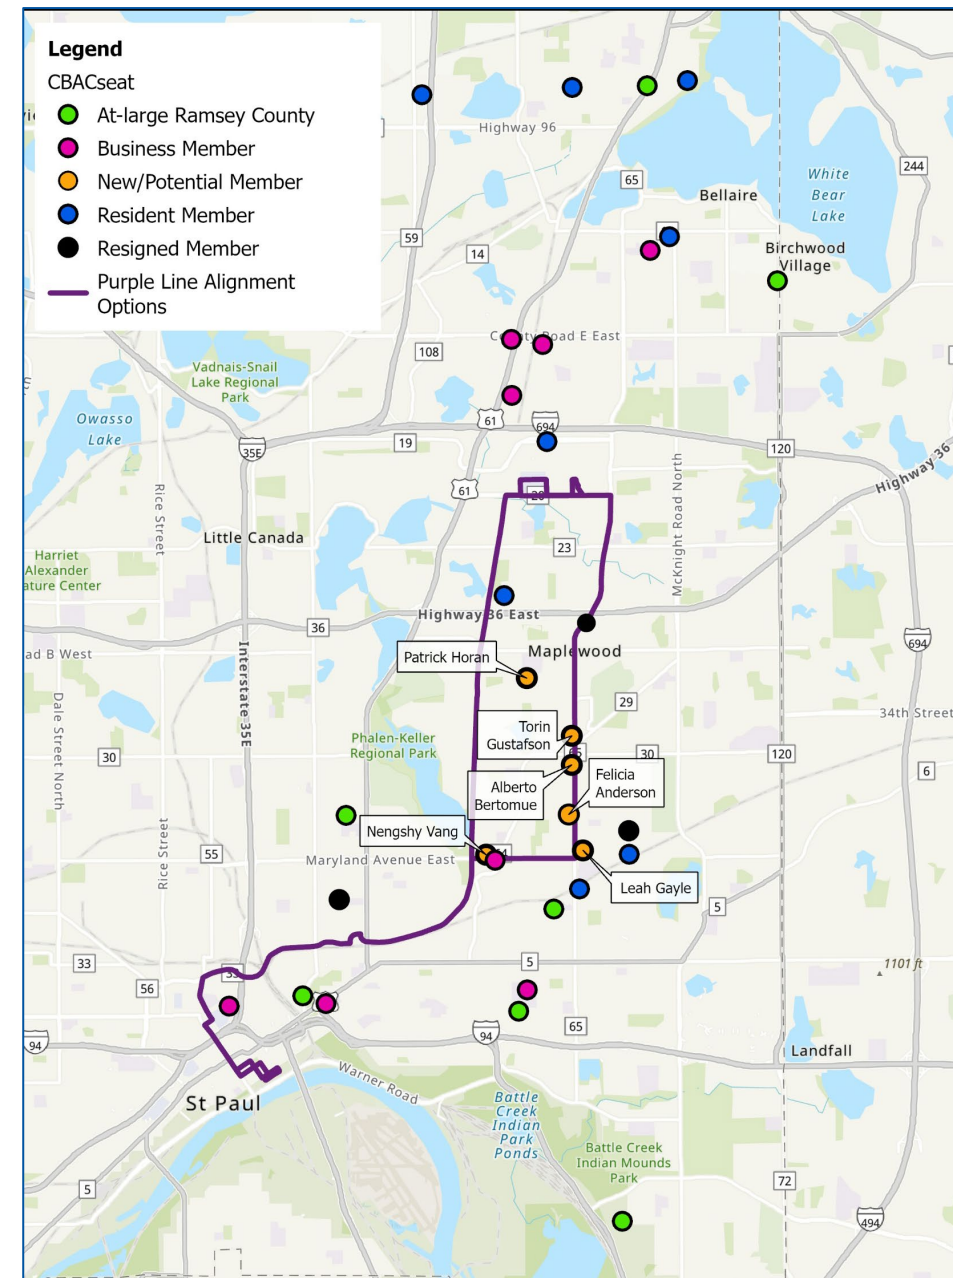 Legend
CBACseat
At-large Ramsey County
Business Member
New/Potential Member
Resident Member
Resigned Member
Purple Line Alignment
Options
Highway 96
244
White
Bear
Lake
65
Bellaire
59
14
Birchwood
Village
County Road E East
108
Vadnais-Snail
Lake Regional
Park
Owasso
Lake
61
694
19
35E
120
Highway 36
61
McKnight Road North
Rice Street
Little Canada
23
Harriet
Alexander
ature Center
Highway 36 East
36
694
ad B West
Maplewood
Patrick Horan
Interstate 35E
Dale Street North
29
34th Street
Torin
Gustafson
Phalen-Keller
Regional Park
30
65
30
120
6
Felicia
Anderson
Alberto
Bertomue
Nengshy Vang
Rice Street
55
Maryland Avenue East
Leah Gayle
5
33
5
1101 ft
56
65
94
94
Landfall
Warner Road
St Paul
Battle
Creek
Indian
Park
Ponds
Battle Creek
Indian Mounds
Park
5
72
494